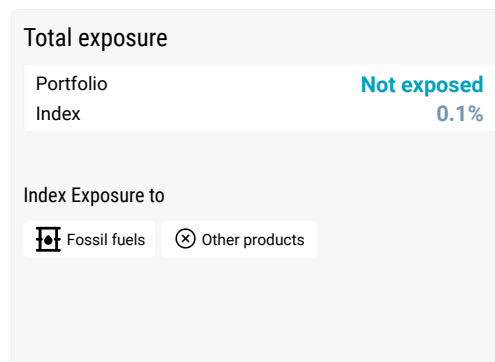 Total exposure
Portfolio Not exposed
Index 0.1%
Index Exposure to
Fossil fuels Other products